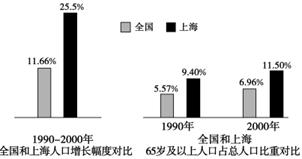 25.5%
11.66%
1990-2000年
全国和上海人口增长幅度对比
全国 上海
5.57% 9.40% 6.96% 11.50%
1990年 2000年
全国和上海
65岁及以上人口占总人口比重对比